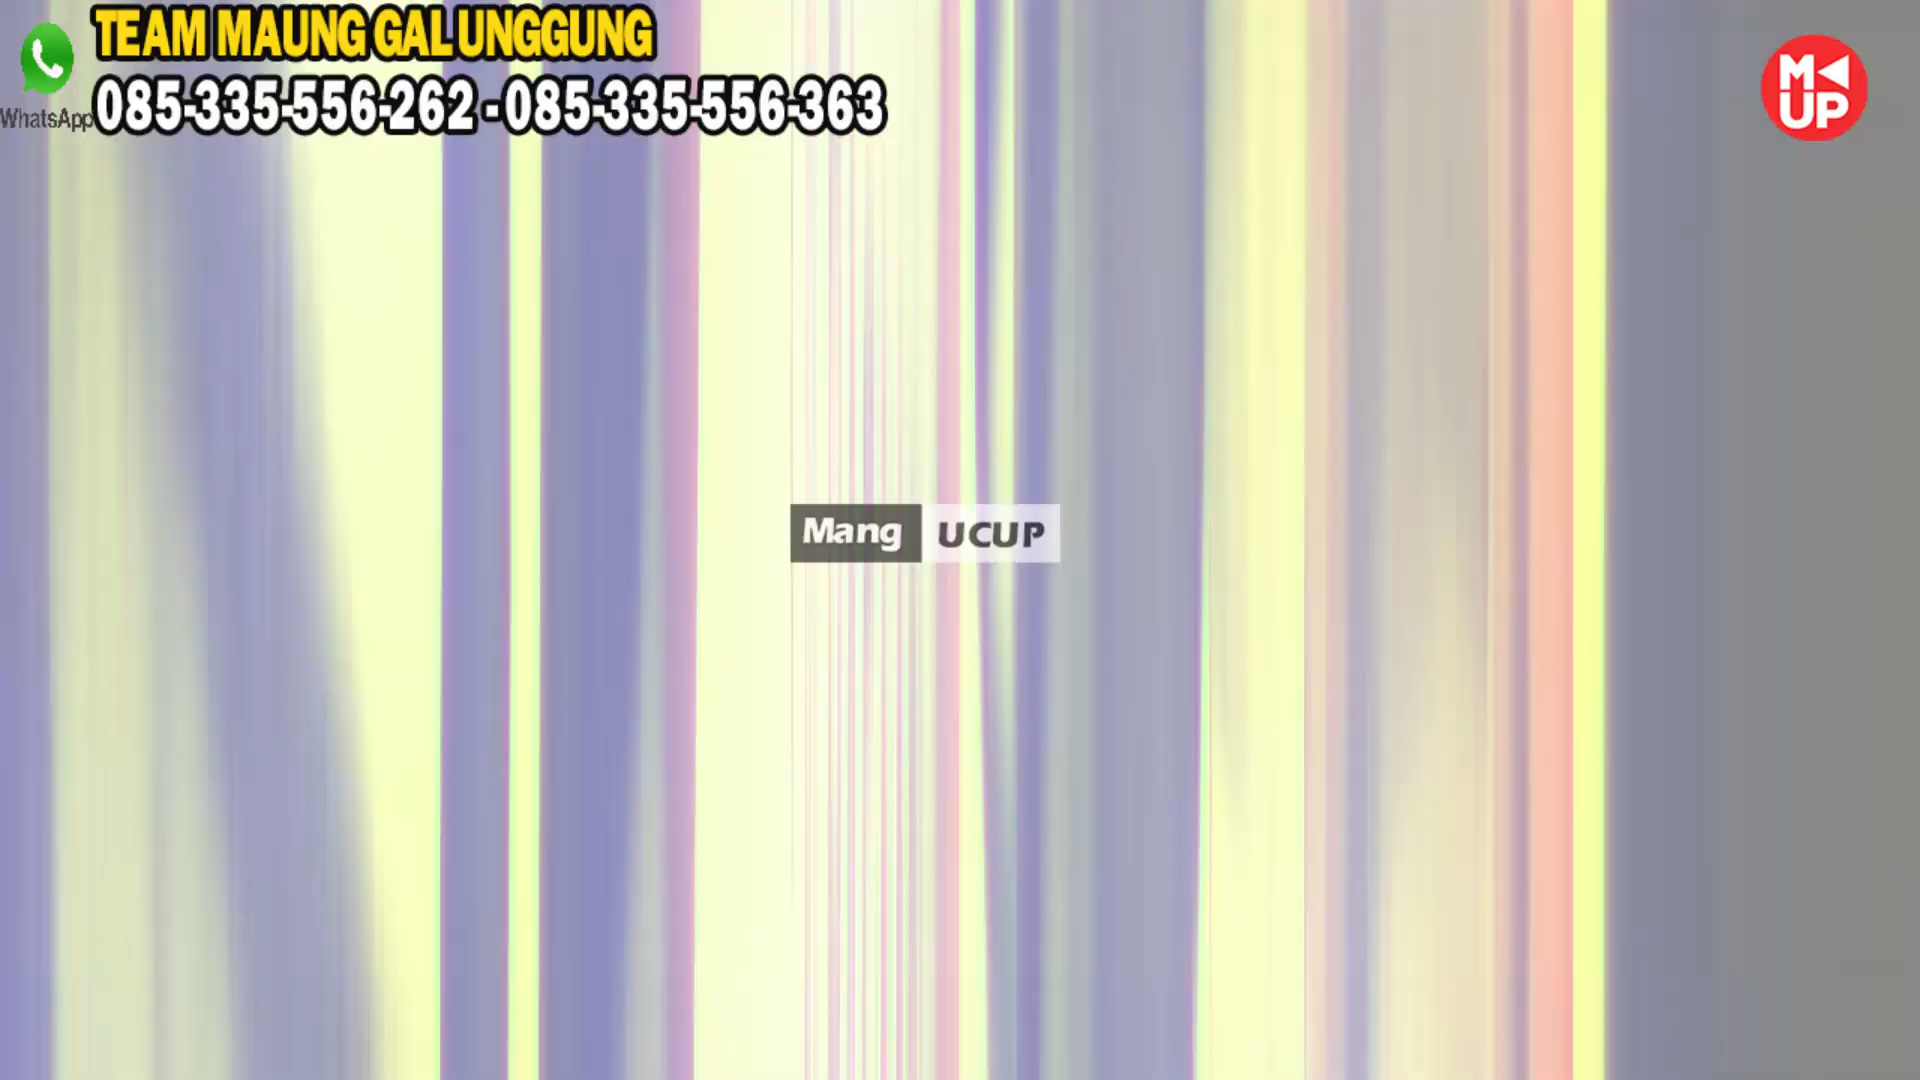 TEAM MAUNG GALUNGGUNG
WhatsApp
085-335-556-262 - 085-335-556-363
M
UP
Mang UCUP